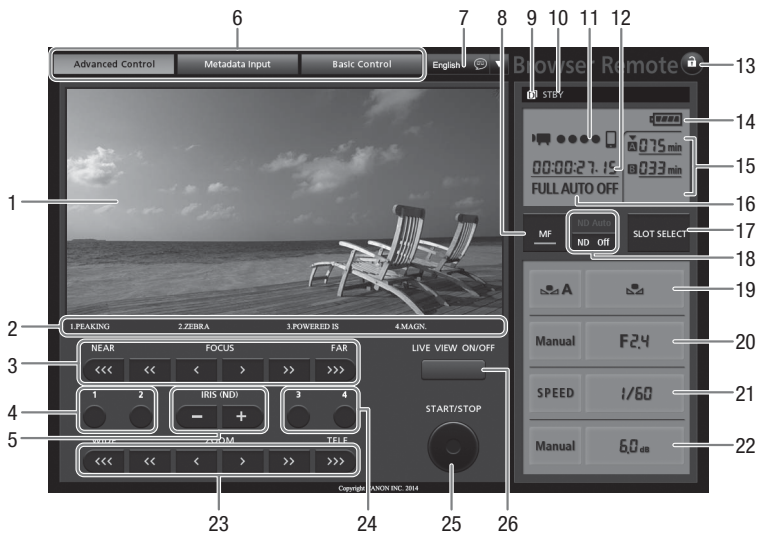 6 7 8 9 10 11 12
Advanced Control Metadata Input Basic Control English Browser Remote 13
STBY
14
075 min
A
00:00:27.15 B 033 min 15
FULL AUTO OFF
16
1
MF ND Auto SLOT SELECT 17
ND Off
18
A 19
2 1.PEAKING 2.ZEBRA 3.POWERED IS 4.MAGN.
3 NEAR FOCUS FAR LIVE VIEW ON/OFF
<<< << < > >> >>>
Manual F2.4 20
4 1 2 IRIS (ND) 3 4
− +
5
SPEED 1/60 21
START/STOP
WIDE ZOOM TELE
<<< << < > >> >>>
Manual 6.0 dB 22
Copyright CANON INC. 2014
23 24 25 26